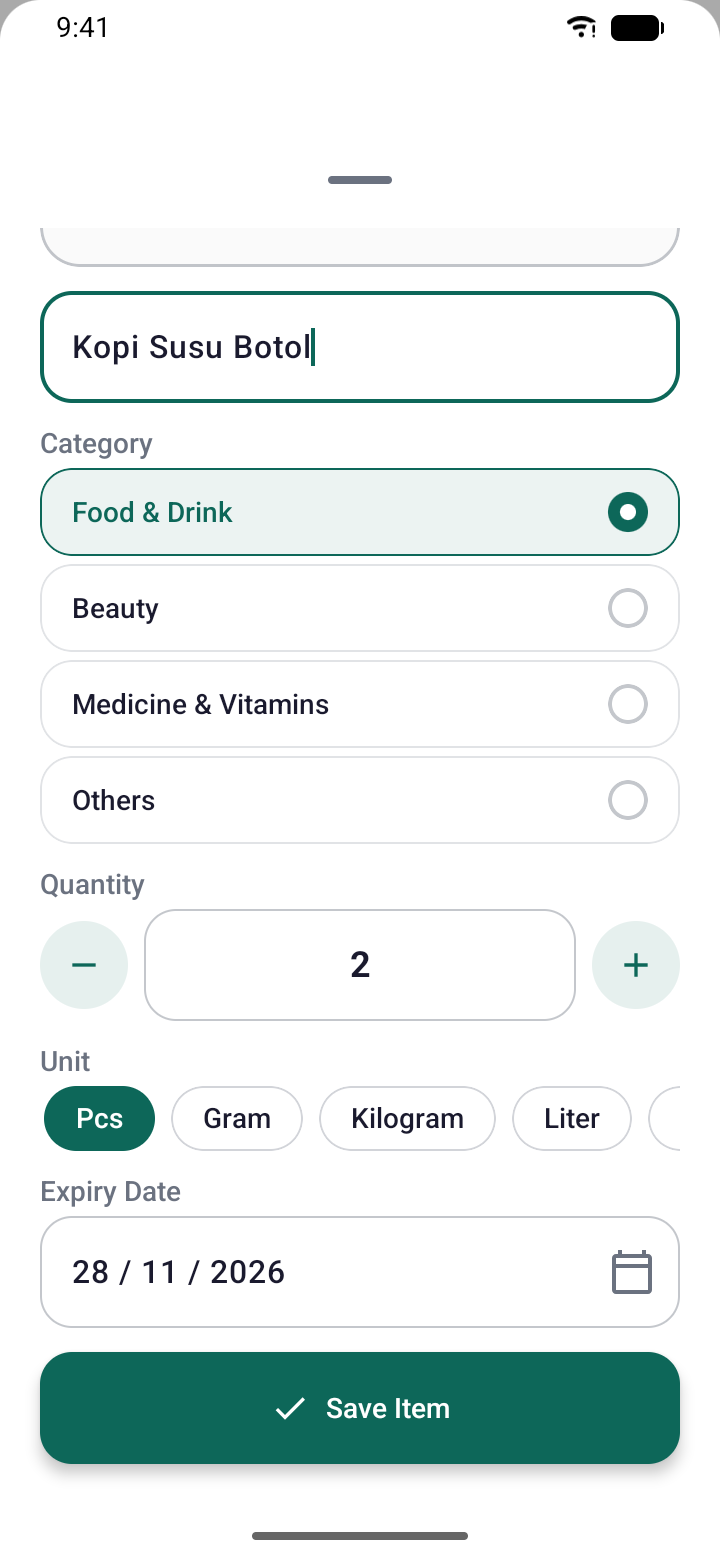 9:41
Kopi Susu Botol
Category
Food & Drink
Beauty
Medicine & Vitamins
Others
Quantity
2
Unit
Pcs Gram Kilogram Liter
Expiry Date
28 / 11 / 2026
Save Item